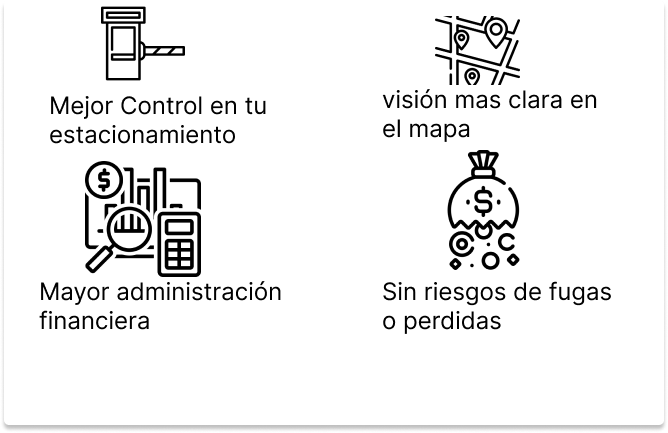 Mejor Control en tu
estacionamiento
visión mas clara en
el mapa
$
Mayor administración
financiera
$
Sin riesgos de fugas
o perdidas